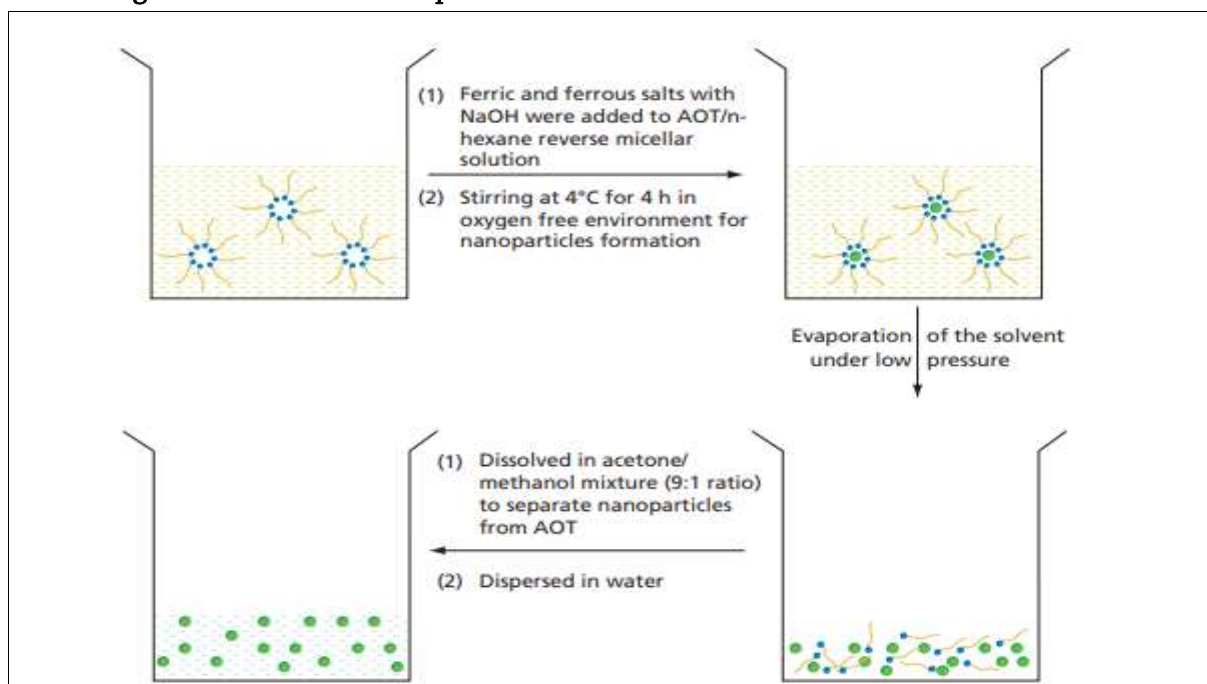 (1) Ferric and ferrous salts with
NaOH were added to AOT/n-
hexane reverse micellar
solution
(2) Stirring at 4°C for 4 h in
oxygen free environment for
nanoparticles formation
Evaporation of the solvent
under low pressure
(1) Dissolved in acetone/
methanol mixture (9:1 ratio)
to separate nanoparticles
from AOT
(2) Dispersed in water